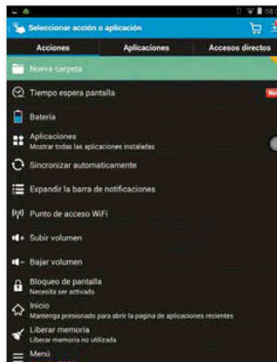 Seleccionar acción o aplicación
Acciones Aplicaciones Accesos directos
Nueva carpeta
Tiempo espera pantalla
Batería
Aplicaciones
Mostrar todas las aplicaciones instaladas
Sincronizar automaticamente
Expandir la barra de notificaciones
Punto de acceso WiFi
Subir volumen
Bajar volumen
Bloqueo de pantalla
Necesita ser activado
Inicio
Mantenga presionado para abrir la pagina de aplicaciones recientes
Liberar memoria
Liberar memoria no utilizada
Menú